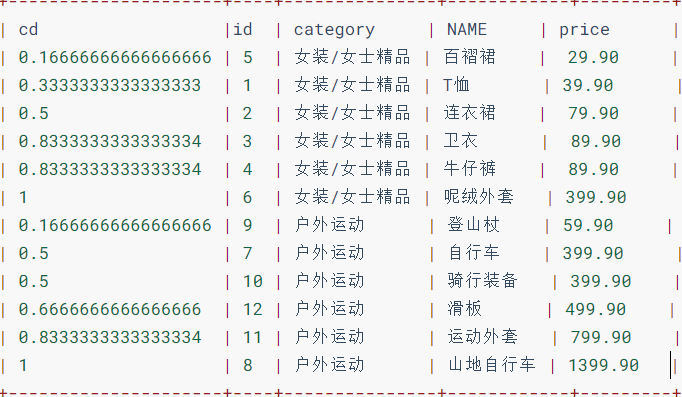 +--------------------+----+---------------+---------------+---------+
| cd | id | category | NAME | price |
| 0.16666666666666666 | 5 | 女装/女士精品 | 百褶裙 | 29.90 |
| 0.3333333333333333 | 1 | 女装/女士精品 | T恤 | 39.90 |
| 0.5 | 2 | 女装/女士精品 | 连衣裙 | 79.90 |
| 0.8333333333333334 | 3 | 女装/女士精品 | 卫衣 | 89.90 |
| 0.8333333333333334 | 4 | 女装/女士精品 | 牛仔裤 | 89.90 |
| 1 | 6 | 女装/女士精品 | 呢绒外套 | 399.90 |
| 0.16666666666666666 | 9 | 户外运动 | 登山杖 | 59.90 |
| 0.5 | 7 | 户外运动 | 自行车 | 399.90 |
| 0.5 | 10 | 户外运动 | 骑行装备 | 399.90 |
| 0.6666666666666666 | 12 | 户外运动 | 滑板 | 499.90 |
| 0.8333333333333334 | 11 | 户外运动 | 运动外套 | 799.90 |
| 1 | 8 | 户外运动 | 山地自行车 | 1399.90 |
+--------------------+----+---------------+------------+---------+